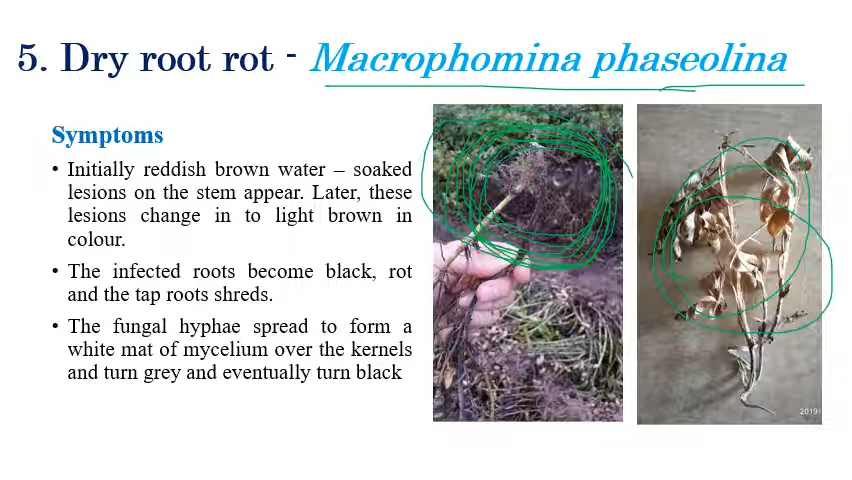 5. Dry root rot - Macrophomina phaseolina
Symptoms
• Initially reddish brown water – soaked
lesions on the stem appear. Later, these
lesions change in to light brown in
colour.
• The infected roots become black, rot
and the tap roots shreds.
• The fungal hyphae spread to form a
white mat of mycelium over the kernels
and turn grey and eventually turn black
2019/